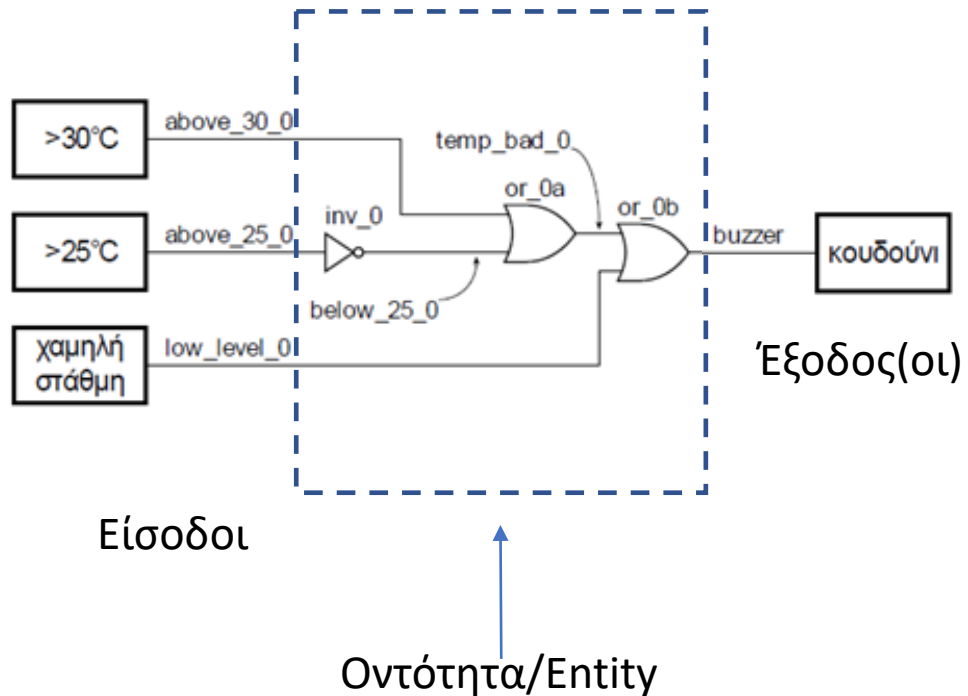 >30°C
above_30_0
temp_bad_0
or_0a
inv_0
or_0b
>25°C
above_25_0
buzzer
κουδούνι
below_25_0
χαμηλή
στάθμη
low_level_0
Έξοδος(οι)
Είσοδοι
Οντότητα/Entity